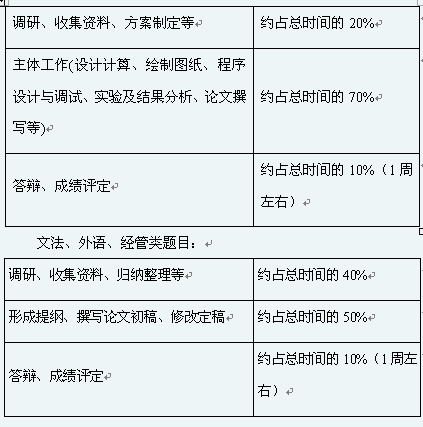 调研、收集资料、方案制定等
约占总时间的 20%
主体工作(设计计算、绘制图纸、程序
设计与调试、实验及结果分析、论文撰
写等)
约占总时间的 70%
答辩、成绩评定
约占总时间的 10%（1 周
左右）
文法、外语、经管类题目：
调研、收集资料、归纳整理等
约占总时间的 40%
形成提纲、撰写论文初稿、修改定稿
约占总时间的 50%
答辩、成绩评定
约占总时间的 10%（1 周左
右）